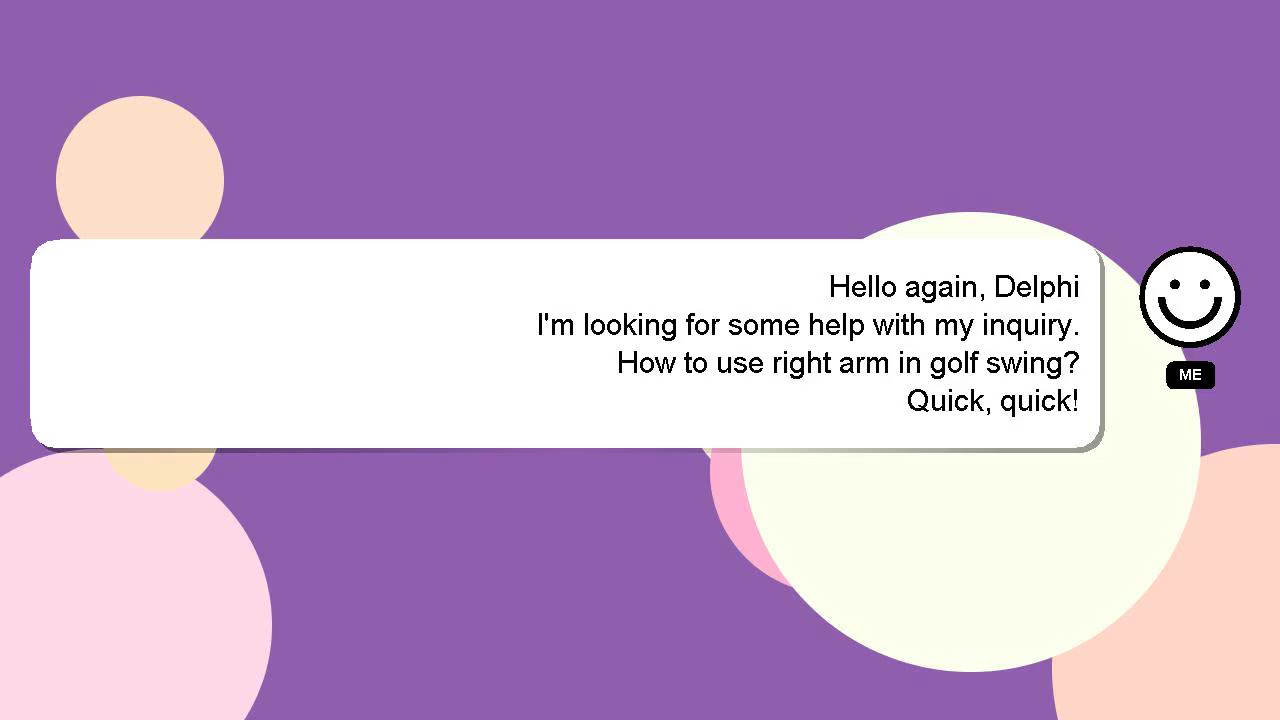 Hello again, Delphi
I'm looking for some help with my inquiry.
How to use right arm in golf swing?
Quick, quick!
ME